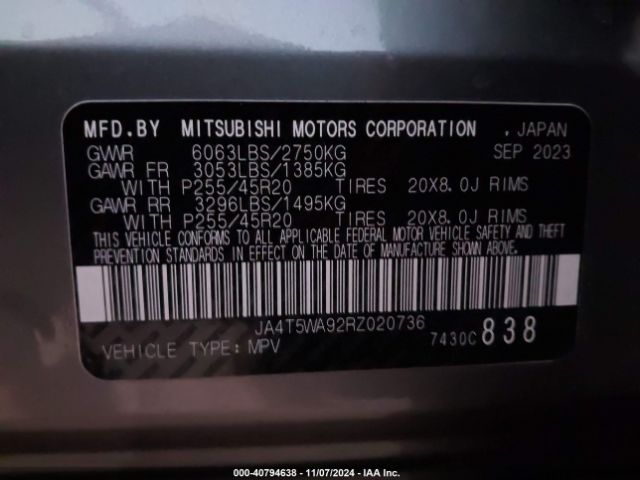 MFD.BY MITSUBISHI MOTORS CORPORATION , JAPAN
GVWR 6063LBS/2750KG SEP 2023
GAWR FR 3053LBS/1385KG
WITH P255/45R20 TIRES 20X8.0J RIMS
GAWR RR 3296LBS/1495KG
WITH P255/45R20 TIRES 20X8.0J RIMS
THIS VEHICLE CONFORMS TO ALL APPLICABLE FEDERAL MOTOR VEHICLE SAFETY AND THEFT
PREVENTION STANDARDS IN EFFECT ON THE DATE OF MANUFACTURE SHOWN ABOVE.
JA4T5WA92RZ020736
VEHICLE TYPE: MPV 7430C 838
000-40794638 - 11/07/2024 - IAA Inc.